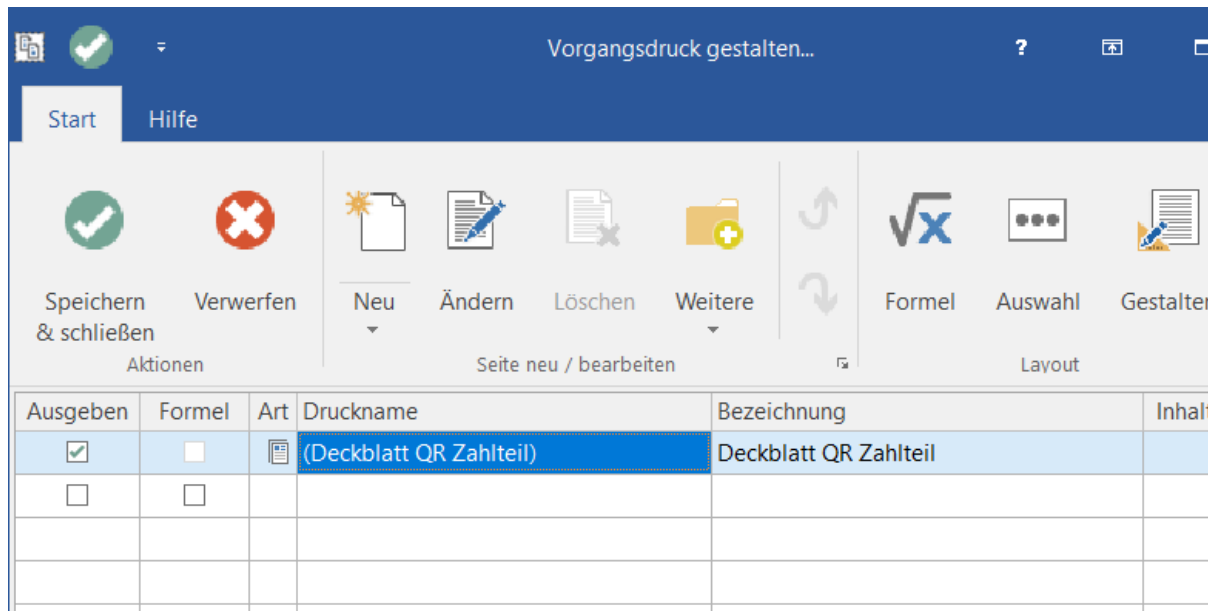 Vorgangsdruck gestalten...
?
Start Hilfe
Speichern & schließen
Verwerfen
Neu
Ändern
Löschen
Weitere
Formel
Auswahl
Gestalten
Aktionen
Seite neu / bearbeiten
Layout
Ausgeben Formel Art Druckname Bezeichnung Inhalt
(Deckblatt QR Zahlteil) Deckblatt QR Zahlteil